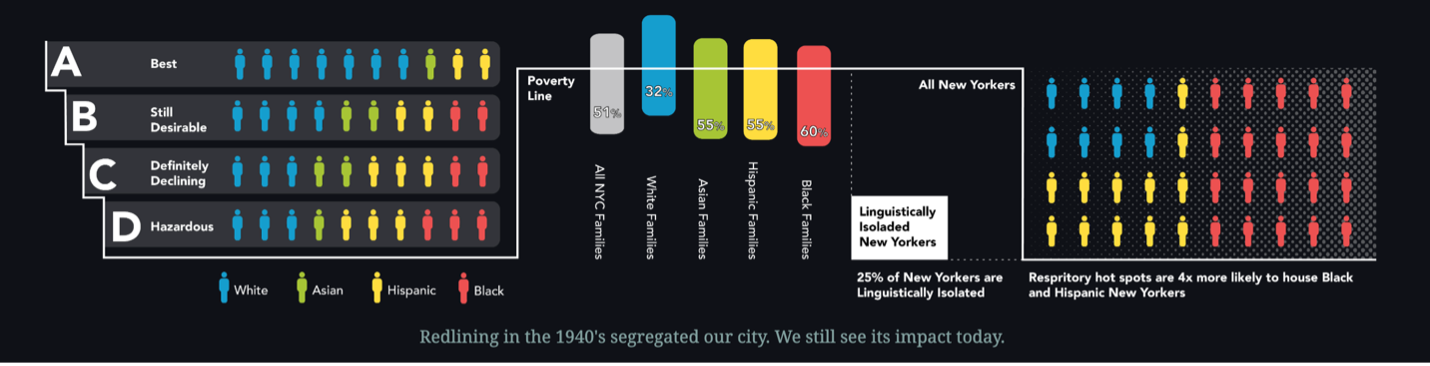 A
Best
B
Still
Desirable
C
Definitely
Declining
D
Hazardous
White
Asian
Hispanic
Black
Poverty
Line
51%
32%
55%
55%
60%
All NYC Families
White Families
Asian Families
Hispanic Families
Black Families
All New Yorkers
Linguistically
Isoladed
New Yorkers
25% of New Yorkers are
Linguistically Isolated
Respritory hot spots are 4x more likely to house Black
and Hispanic New Yorkers
Redlining in the 1940's segregated our city. We still see its impact today.